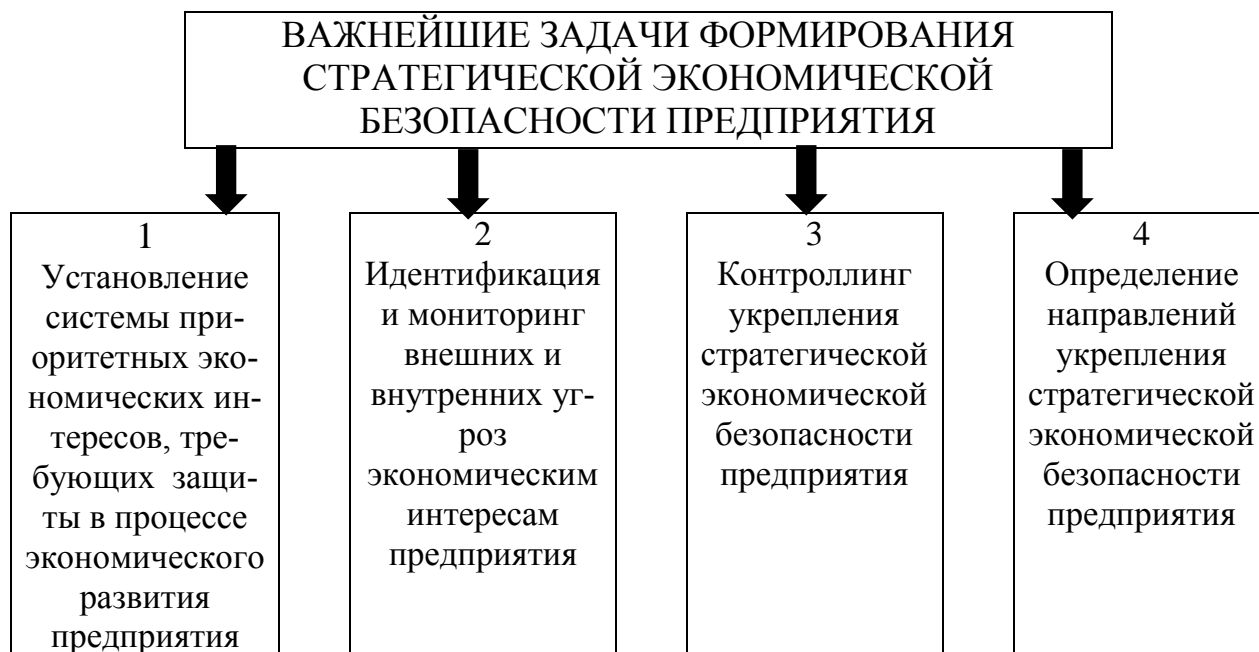 ВАЖНЕЙШИЕ ЗАДАЧИ ФОРМИРОВАНИЯ
СТРАТЕГИЧЕСКОЙ ЭКОНОМИЧЕСКОЙ
БЕЗОПАСНОСТИ ПРЕДПРИЯТИЯ
1
Установление
системы при-
оритетных эко-
номических ин-
тересов, тре-
бующих защи-
ты в процессе
экономического
развития
предприятия
2
Идентификация
и мониторинг
внешних и
внутренних уг-
роз
экономическим
интересам
предприятия
3
Контроллинг
укрепления
стратегической
экономической
безопасности
предприятия
4
Определение
направлений
укрепления
стратегической
экономической
безопасности
предприятия